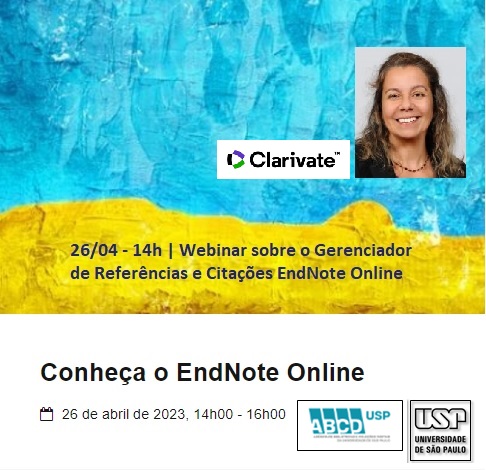 Clarivate™
26/04 - 14h | Webinar sobre o Gerenciador
de Referências e Citações EndNote Online
Conheça o EndNote Online
26 de abril de 2023, 14h00 - 16h00
ABCD USP
USP
UNIVERSIDADE
DE SÃO PAULO